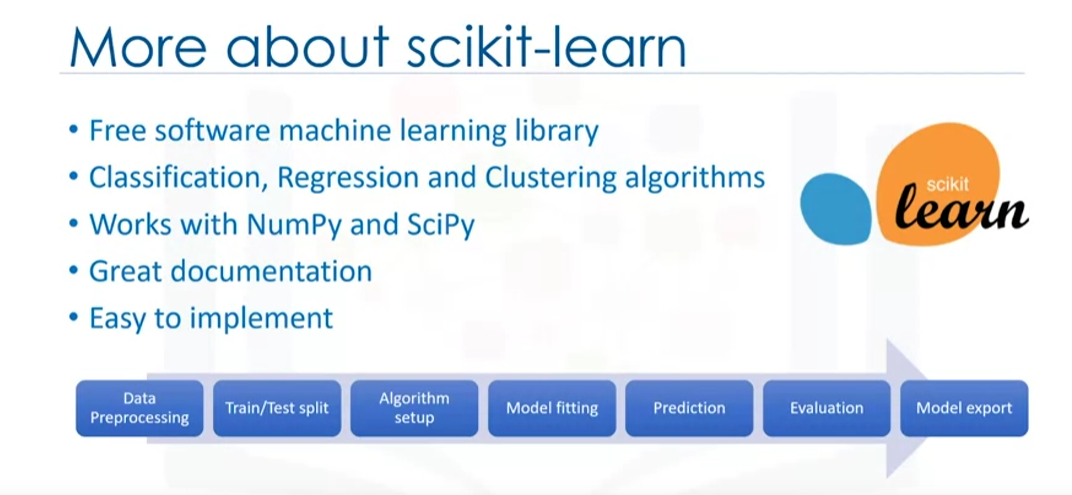 More about scikit-learn
• Free software machine learning library
• Classification, Regression and Clustering algorithms
• Works with NumPy and SciPy
• Great documentation
• Easy to implement
scikit
learn
Data
Preprocessing
Train/Test split
Algorithm
setup
Model fitting
Prediction
Evaluation
Model export